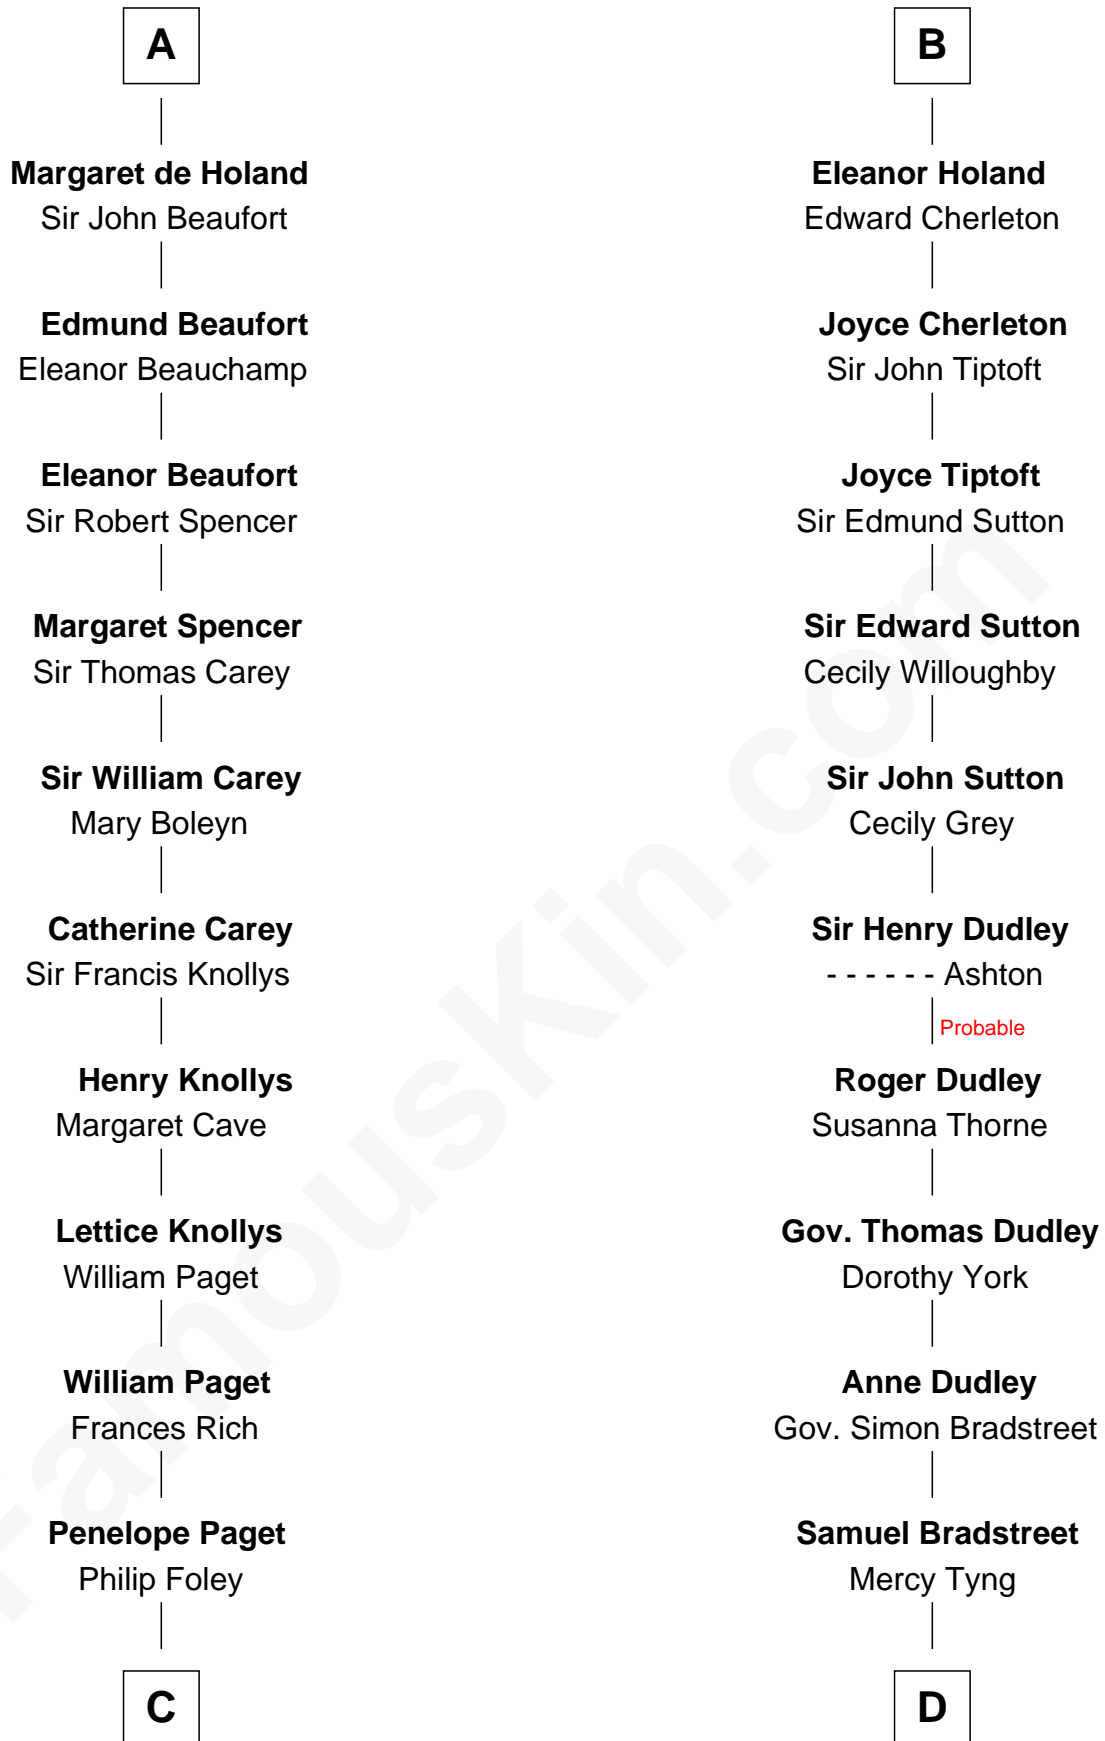 A
Margaret de Holand
Sir John Beaufort
Edmund Beaufort
Eleanor Beauchamp
Eleanor Beaufort
Sir Robert Spencer
Margaret Spencer
Sir Thomas Carey
Sir William Carey
Mary Boleyn
Catherine Carey
Sir Francis Knollys
Henry Knollys
Margaret Cave
Lettice Knollys
William Paget
William Paget
Frances Rich
Penelope Paget
Philip Foley
C
B
Eleanor Holand
Edward Cherleton
Joyce Cherleton
Sir John Tiptoft
Joyce Tiptoft
Sir Edmund Sutton
Sir Edward Sutton
Cecily Willoughby
Sir John Sutton
Cecily Grey
Sir Henry Dudley
- - - - - - Ashton
Probable
Roger Dudley
Susanna Thorne
Gov. Thomas Dudley
Dorothy York
Anne Dudley
Gov. Simon Bradstreet
Samuel Bradstreet
Mercy Tyng
D
FamousKin.com